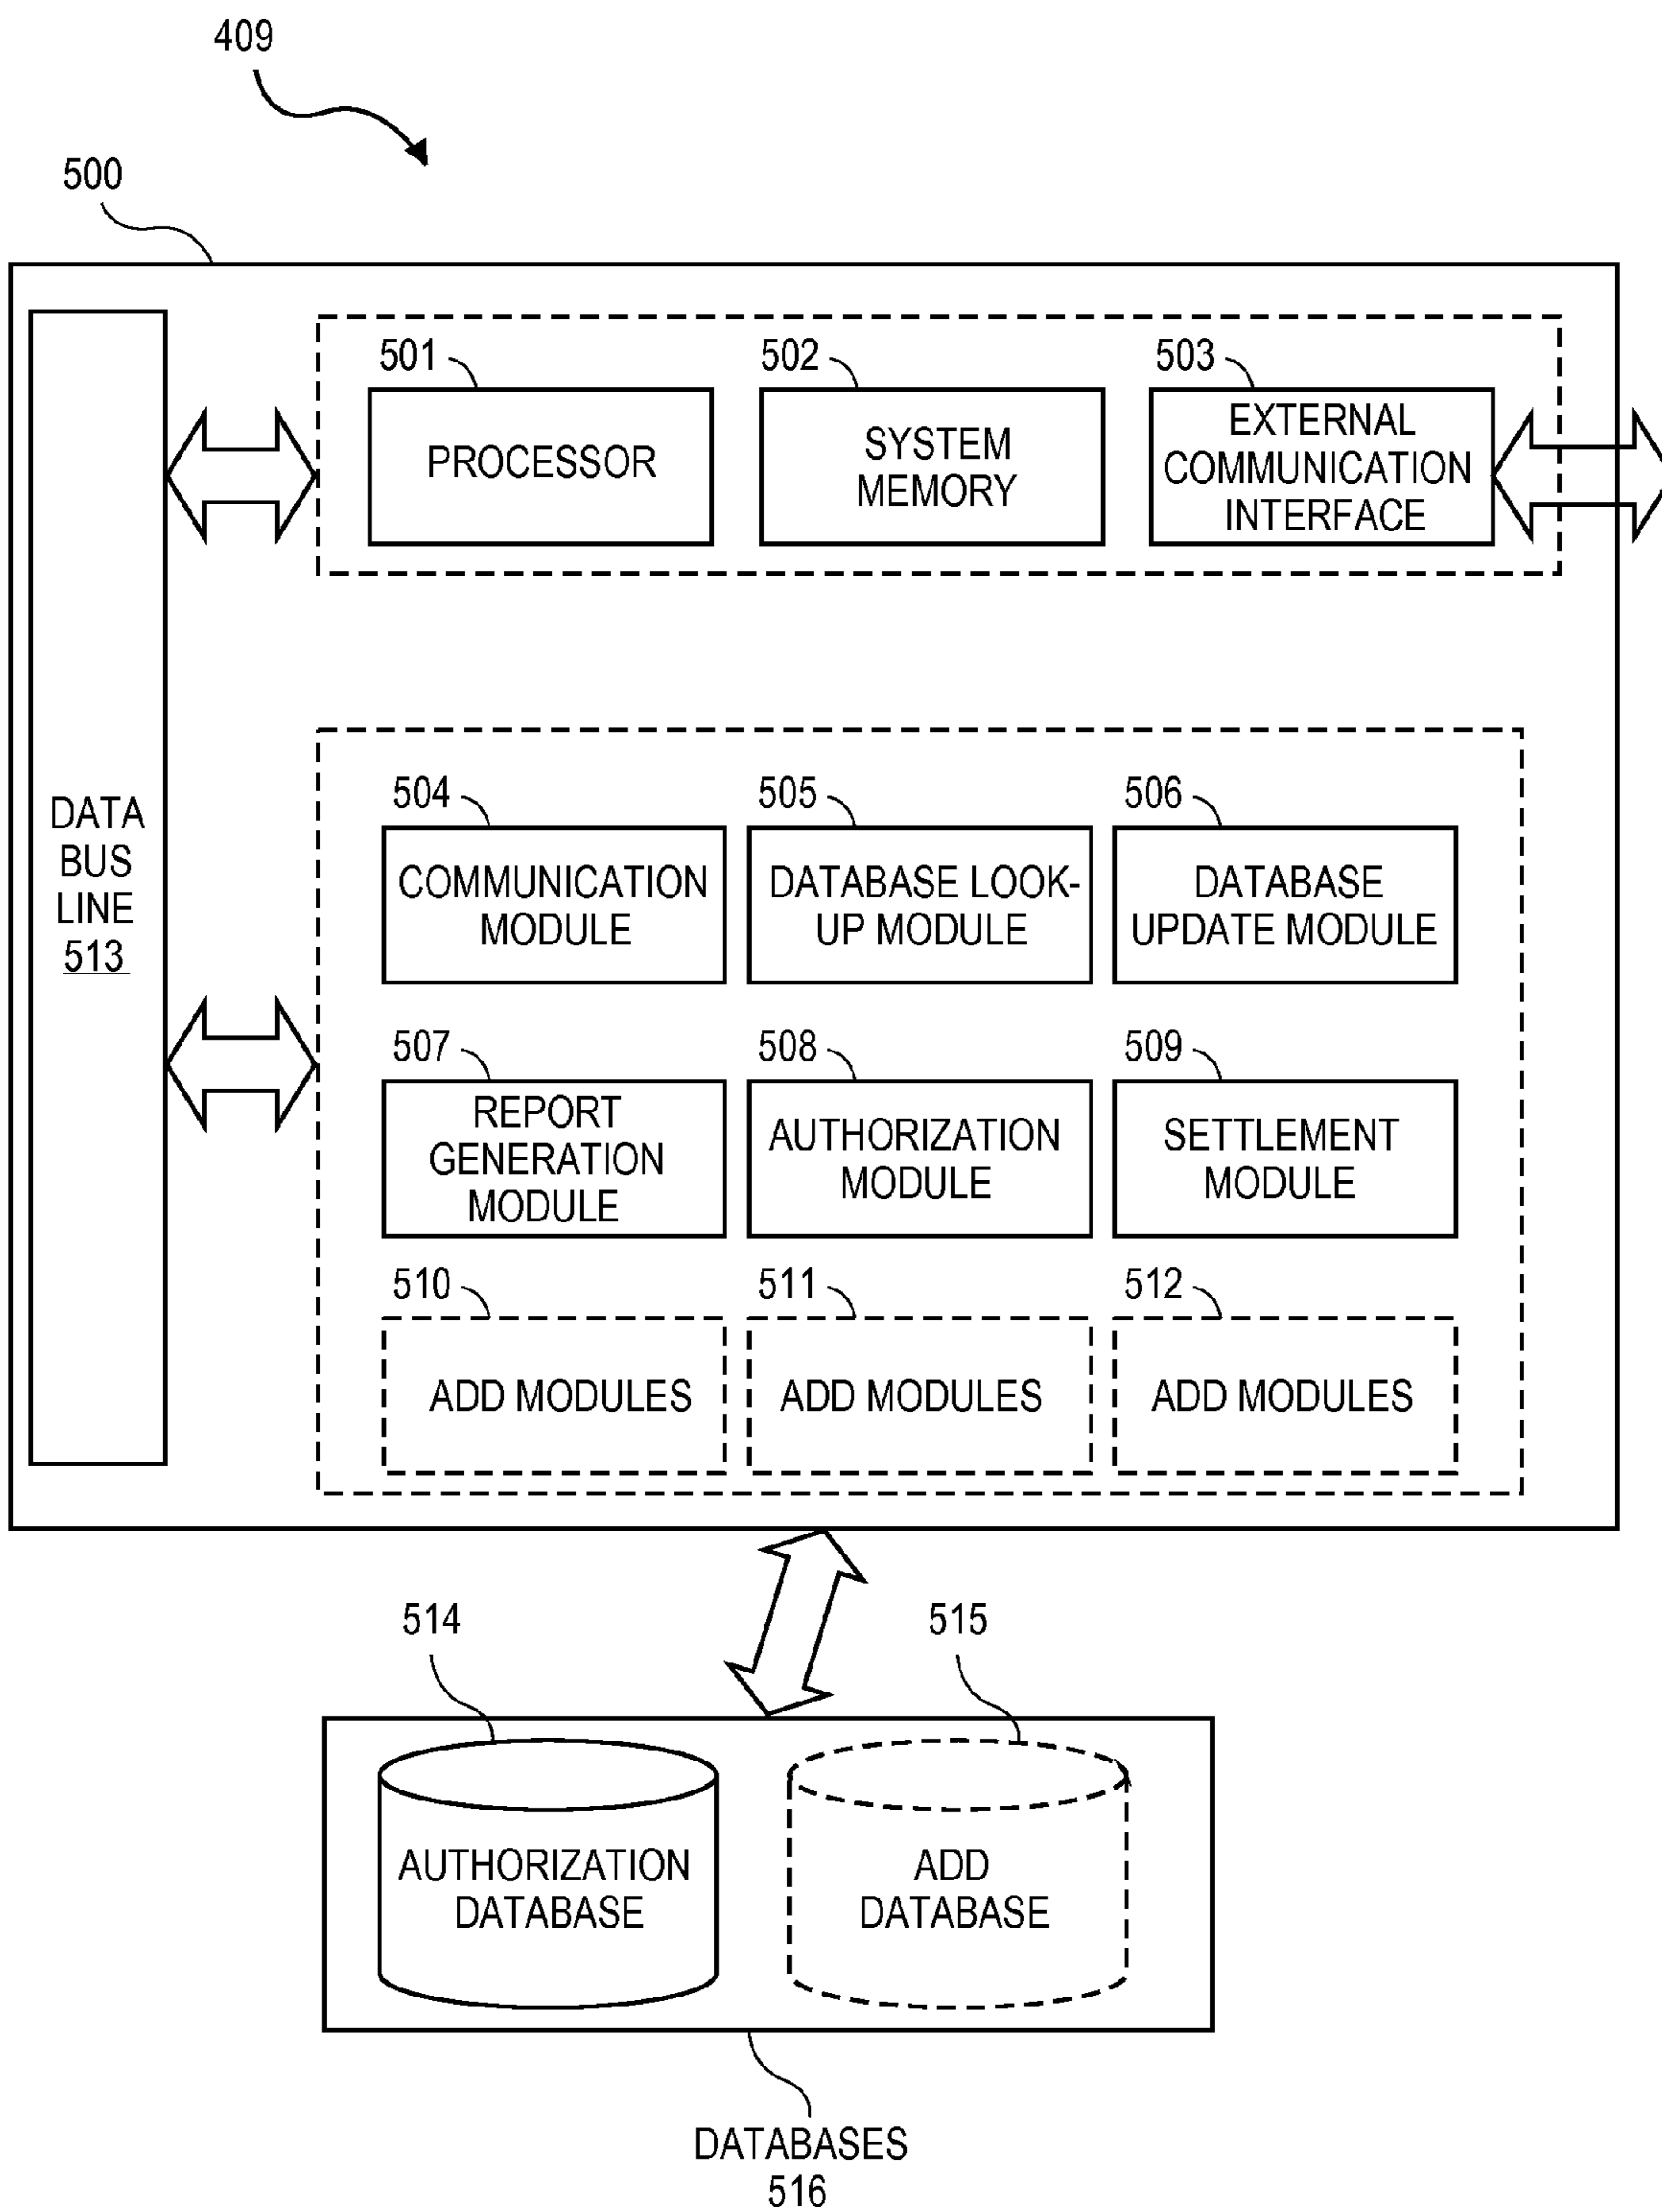 409
500
501
502
503
PROCESSOR
SYSTEM
MEMORY
EXTERNAL
COMMUNICATION
INTERFACE
DATA
BUS
LINE
513
504
505
506
COMMUNICATION
MODULE
DATABASE LOOK-
UP MODULE
DATABASE
UPDATE MODULE
507
508
509
REPORT
GENERATION
MODULE
AUTHORIZATION
MODULE
SETTLEMENT
MODULE
510
511
512
ADD MODULES
ADD MODULES
ADD MODULES
514
515
AUTHORIZATION
DATABASE
ADD
DATABASE
DATABASES
516